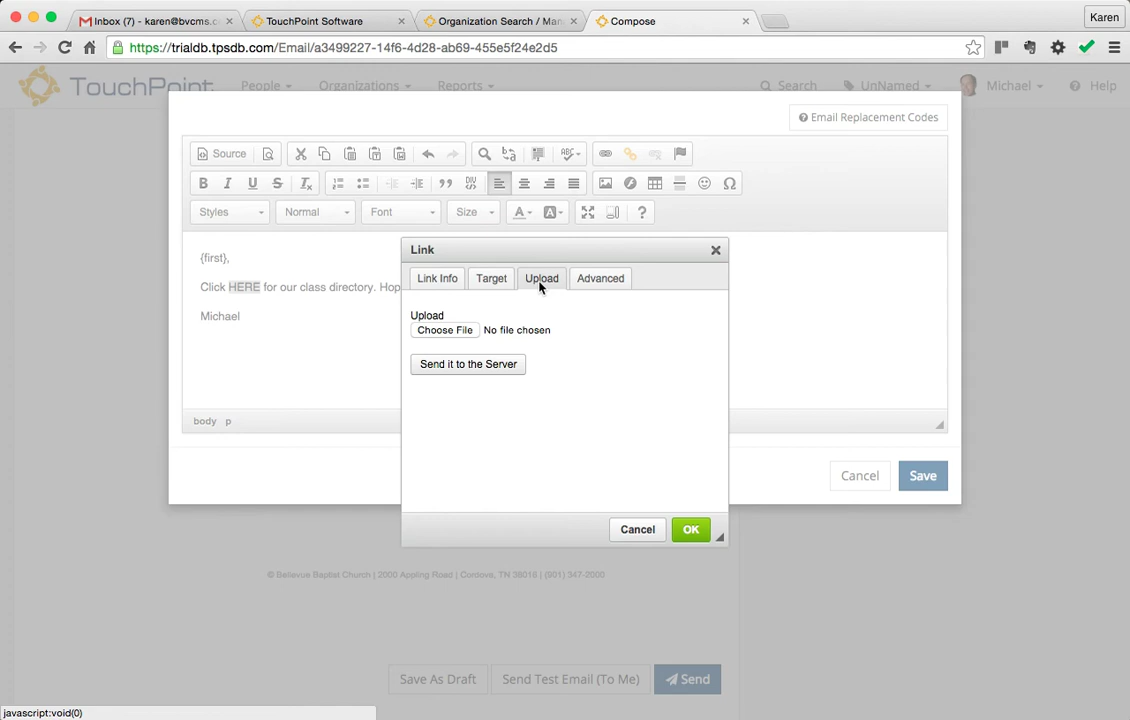 Inbox (7) - karen@bvcms.c
TouchPoint Software
Organization Search / Man
Compose
Karen
https://trialdb.tpsdb.com/Email/a3499227-14f6-4d28-ab69-455e5f24e2d5
TouchPoint People Organizations Reports Search UnNamed Michael Help
Email Replacement Codes
Source
B I U S Ix
Styles Normal Font Size A A ?
Link
{first},
Link Info Target Upload Advanced
Click HERE for our class directory. Hop
Michael
Upload
Choose File No file chosen
Send it to the Server
body p
Cancel Save
Cancel OK
© Bellevue Baptist Church | 2000 Appling Road | Cordova, TN 38016 | (901) 347-2000
Save As Draft Send Test Email (To Me) Send
javascript:void(0)